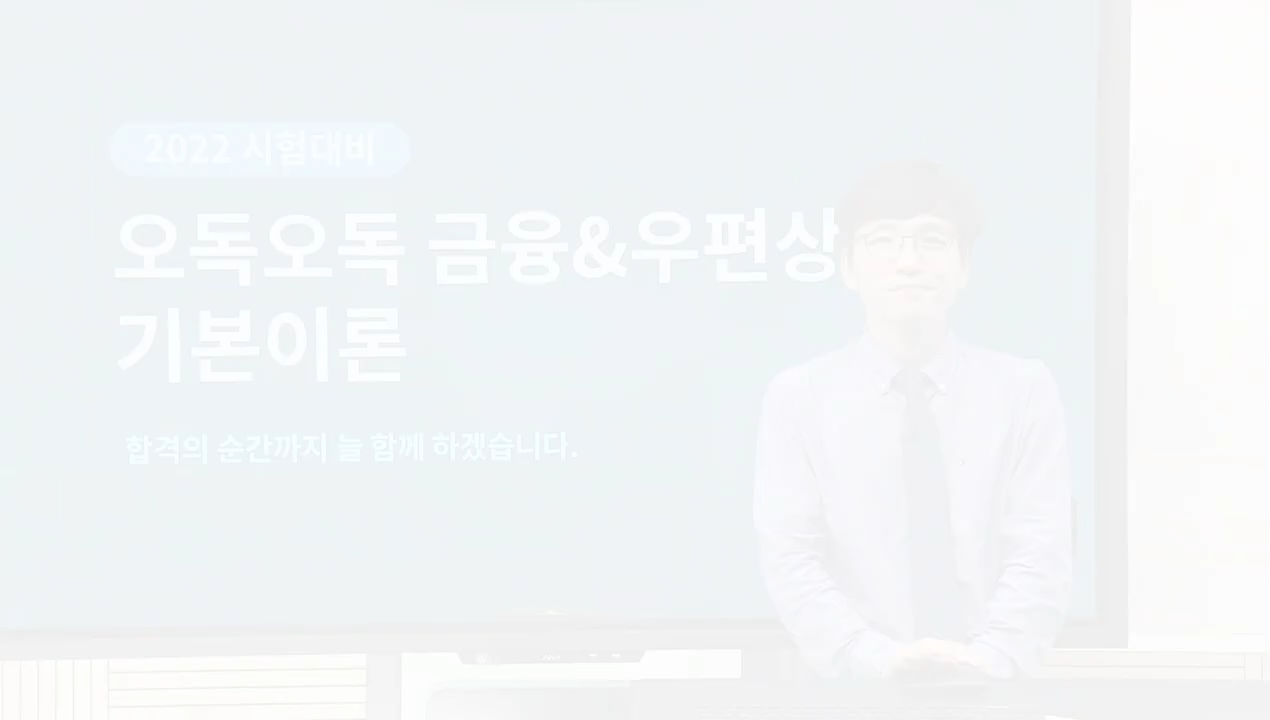 2022 시험대비
오독오독 금융&우편상
기본이론
합격의 순간까지 늘 함께 하겠습니다.